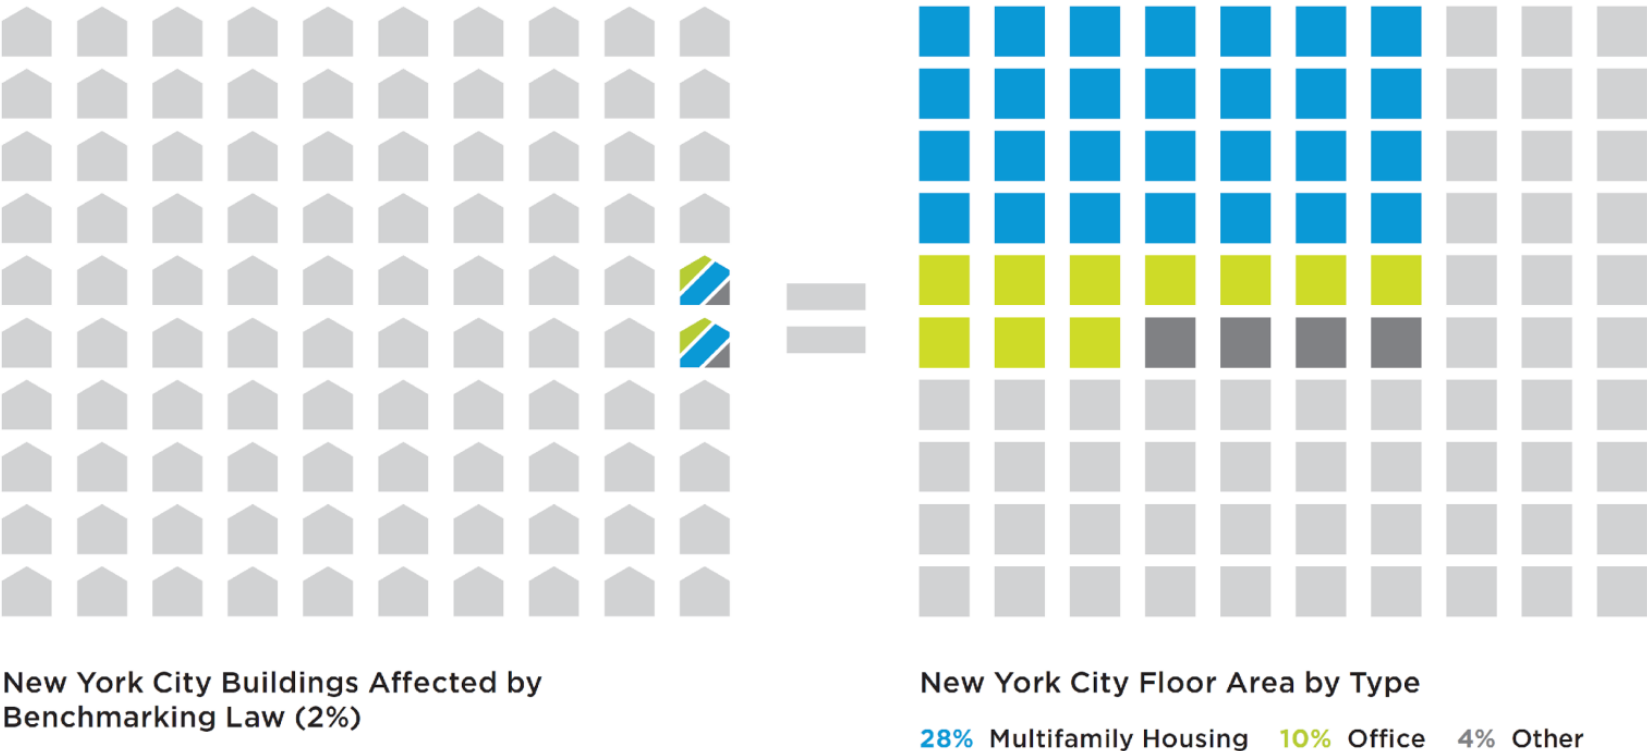 New York City Buildings Affected by
Benchmarking Law (2%)
New York City Floor Area by Type
28% Multifamily Housing 10% Office 4% Other